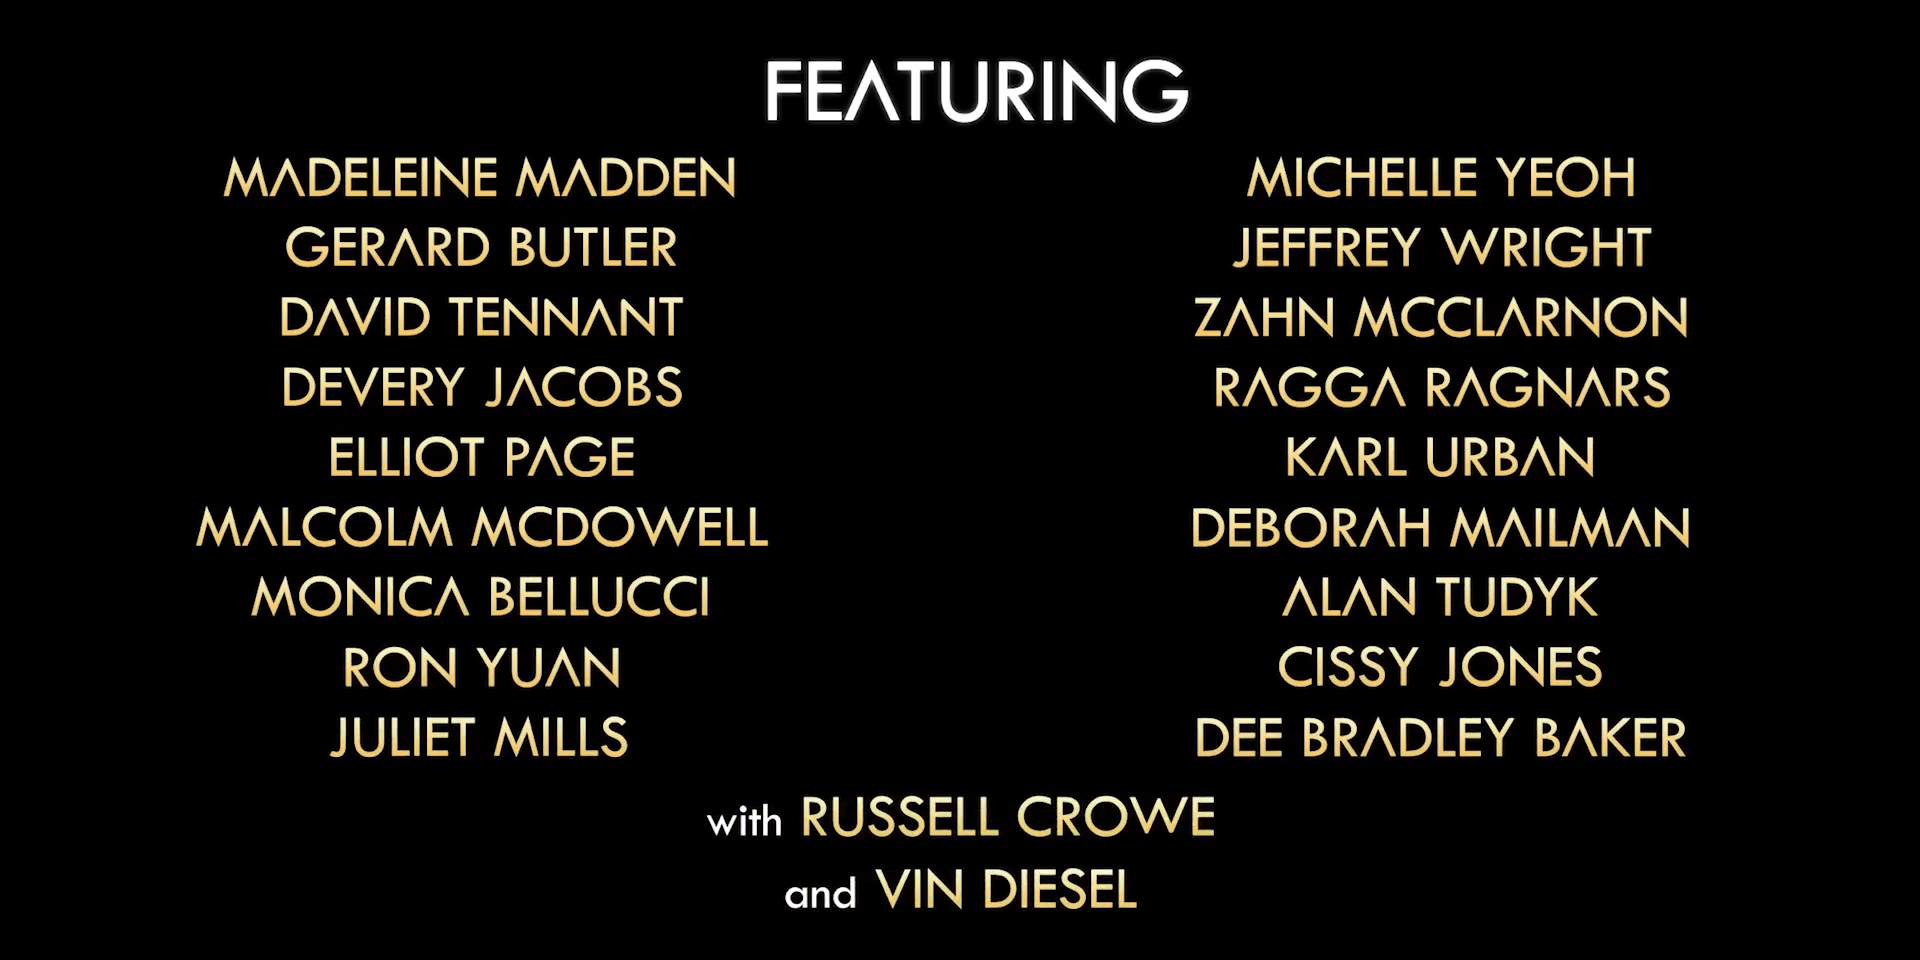 FEATURING
MADELEINE MADDEN
GERARD BUTLER
DAVID TENNANT
DEVERY JACOBS
ELLIOT PAGE
MALCOLM MCDOWELL
MONICA BELLUCCI
RON YUAN
JULIET MILLS
MICHELLE YEOH
JEFFREY WRIGHT
ZAHN MCCLARNON
RAGGA RAGNARS
KARL URBAN
DEBORAH MAILMAN
ALAN TUDYK
CISSY JONES
DEE BRADLEY BAKER
with RUSSELL CROWE
and VIN DIESEL